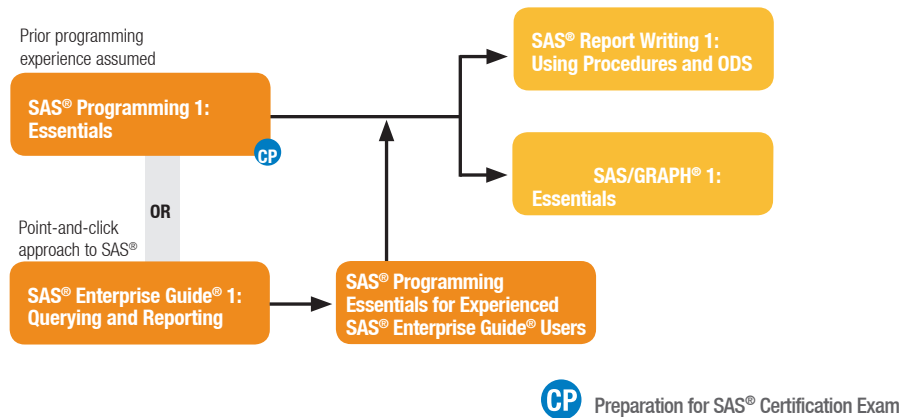 Prior programming
experience assumed
SAS® Programming 1:
Essentials
CP
OR
Point-and-click
approach to SAS®
SAS® Enterprise Guide® 1:
Querying and Reporting
SAS® Programming
Essentials for Experienced
SAS® Enterprise Guide® Users
SAS® Report Writing 1:
Using Procedures and ODS
SAS/GRAPH® 1:
Essentials
CP Preparation for SAS® Certification Exam